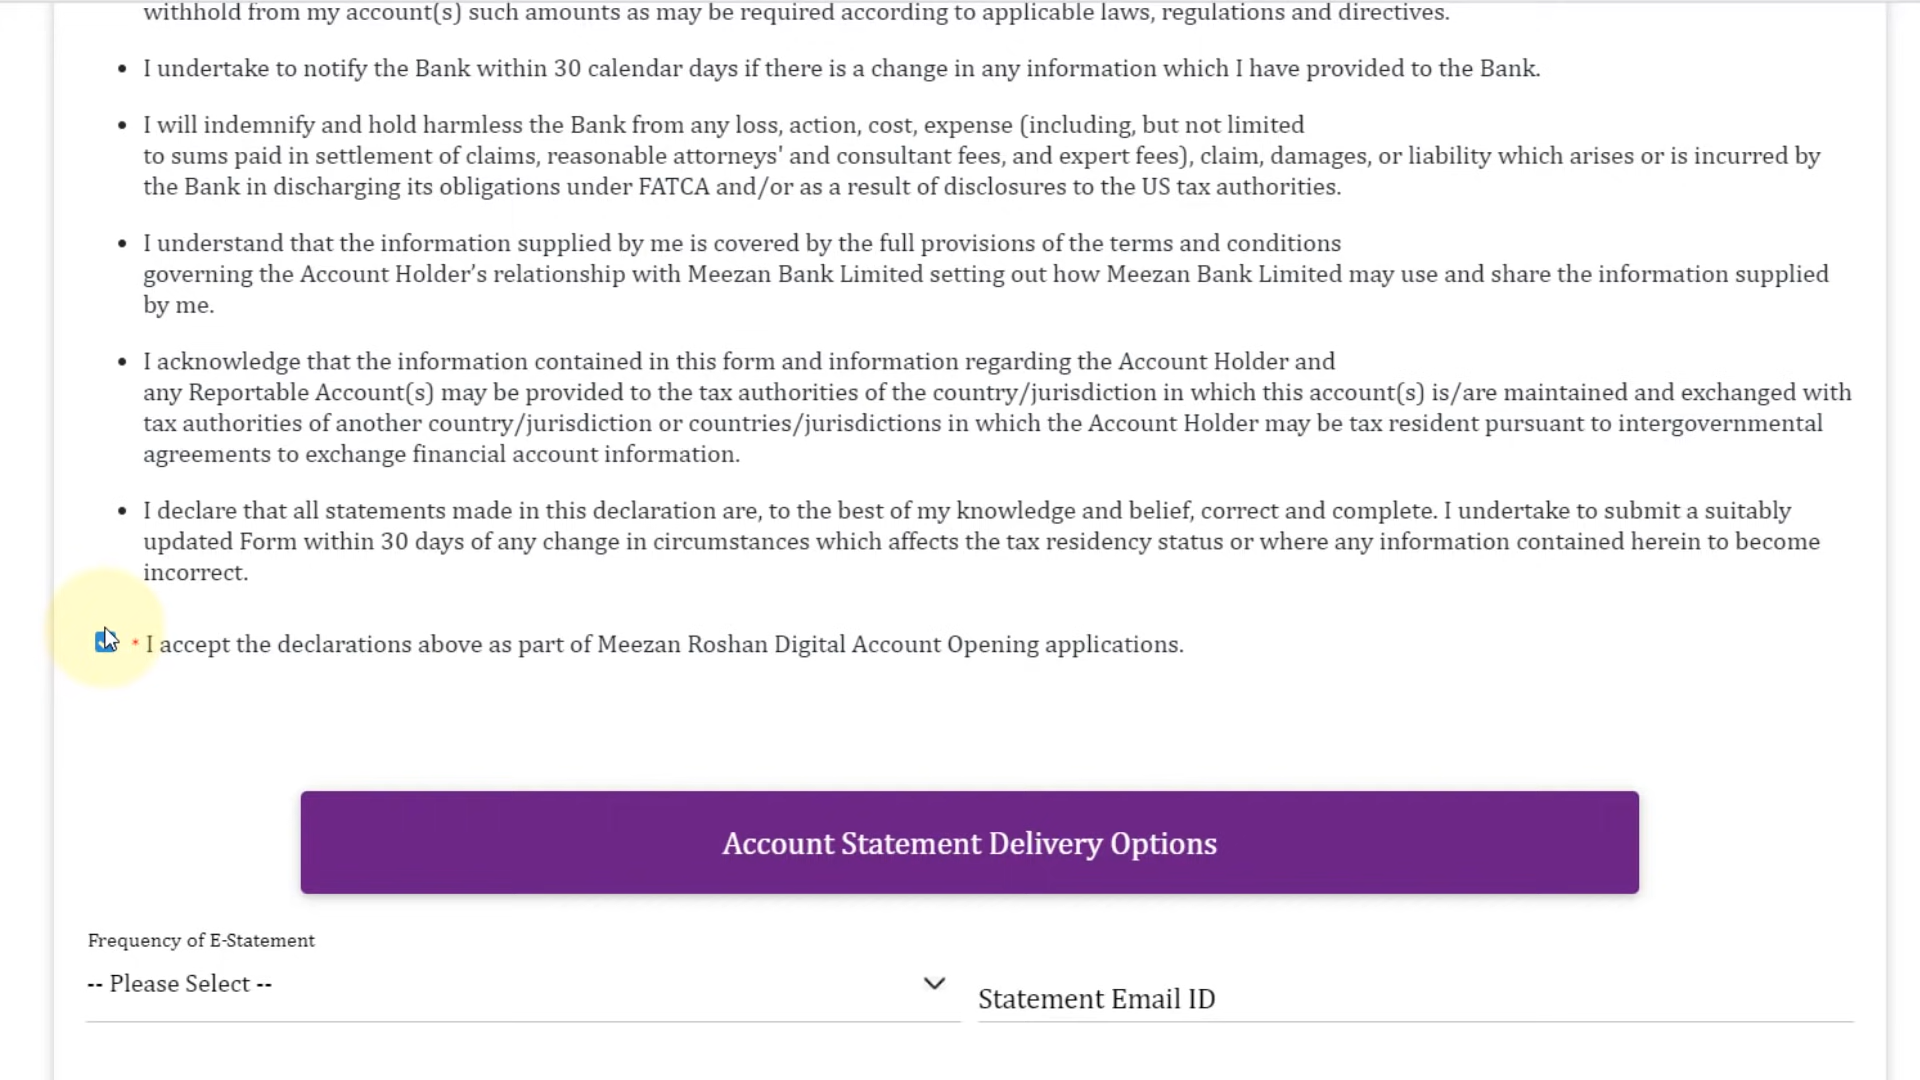 withhold from my account(s) such amounts as may be required according to applicable laws, regulations and directives.
• I undertake to notify the Bank within 30 calendar days if there is a change in any information which I have provided to the Bank.
• I will indemnify and hold harmless the Bank from any loss, action, cost, expense (including, but not limited
to sums paid in settlement of claims, reasonable attorneys' and consultant fees, and expert fees), claim, damages, or liability which arises or is incurred by
the Bank in discharging its obligations under FATCA and/or as a result of disclosures to the US tax authorities.
• I understand that the information supplied by me is covered by the full provisions of the terms and conditions
governing the Account Holder’s relationship with Meezan Bank Limited setting out how Meezan Bank Limited may use and share the information supplied
by me.
• I acknowledge that the information contained in this form and information regarding the Account Holder and
any Reportable Account(s) may be provided to the tax authorities of the country/jurisdiction in which this account(s) is/are maintained and exchanged with
tax authorities of another country/jurisdiction or countries/jurisdictions in which the Account Holder may be tax resident pursuant to intergovernmental
agreements to exchange financial account information.
• I declare that all statements made in this declaration are, to the best of my knowledge and belief, correct and complete. I undertake to submit a suitably
updated Form within 30 days of any change in circumstances which affects the tax residency status or where any information contained herein to become
incorrect.
* I accept the declarations above as part of Meezan Roshan Digital Account Opening applications.
Account Statement Delivery Options
Frequency of E-Statement
-- Please Select --
Statement Email ID